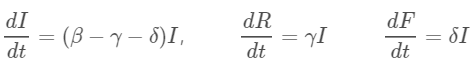 dI/dt = (β − γ − δ)I, dR/dt = γI dF/dt = δI